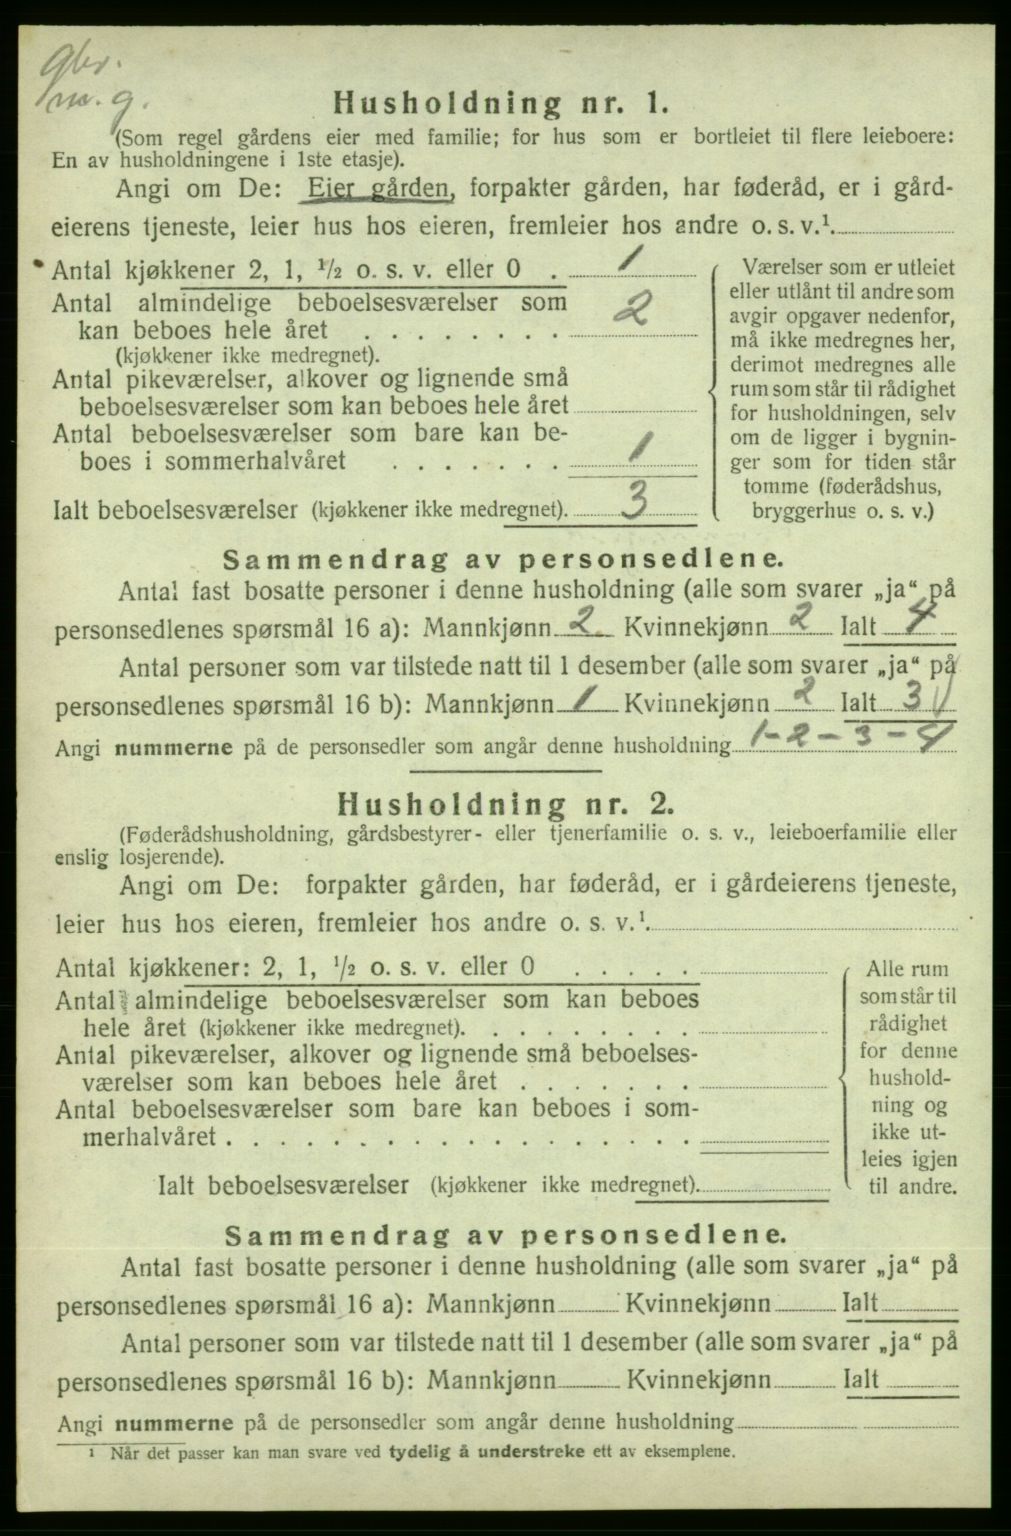 gbr.
m. g.
Husholdning nr. 1.
(Som regel gårdens eier med familie; for hus som er bortleiet til flere leieboere:
En av husholdningene i 1ste etasje).
Angi om De: Eier gården, forpakter gården, har føderåd, er i gård-
eierens tjeneste, leier hus hos eieren, fremleier hos andre o. s. v.¹.
Antal kjøkkener 2, 1, ½ o. s. v. eller 0 . 1
Antal almindelige beboelsesværelser som
kan beboes hele året . . . . . . . . 2
(kjøkkener ikke medregnet).
Antal pikeværelser, alkover og lignende små
beboelsesværelser som kan beboes hele året
Antal beboelsesværelser som bare kan be-
boes i sommerhalvåret . . . . . . . 1
Ialt beboelsesværelser (kjøkkener ikke medregnet). 3
Værelser som er utleiet
eller utlånt til andre som
avgir opgaver nedenfor,
må ikke medregnes her,
derimot medregnes alle
rum som står til rådighet
for husholdningen, selv
om de ligger i bygnin-
ger som for tiden står
tomme (føderådshus,
bryggerhus o. s. v.)
Sammendrag av personsedlene.
Antal fast bosatte personer i denne husholdning (alle som svarer „ja“ på
personsedlenes spørsmål 16 a): Mannkjønn 2. Kvinnekjønn 2 Ialt 4
Antal personer som var tilstede natt til 1 desember (alle som svarer „ja“ på
personsedlenes spørsmål 16 b): Mannkjønn 1 Kvinnekjønn 2 Ialt 3
Angi nummerne på de personsedler som angår denne husholdning 1-2-3-4
Husholdning nr. 2.
(Føderådshusholdning, gårdsbestyrer- eller tjenerfamilie o. s. v., leieboerfamilie eller
enslig losjerende).
Angi om De: forpakter gården, har føderåd, er i gårdeierens tjeneste,
leier hus hos eieren, fremleier hos andre o. s. v.¹.
Antal kjøkkener: 2, 1, ½ o. s. v. eller 0 . . . . .
Antal almindelige beboelsesværelser som kan beboes
hele året (kjøkkener ikke medregnet). . . . . . . . .
Antal pikeværelser, alkover og lignende små beboelses-
værelser som kan beboes hele året . . . . . . .
Antal beboelsesværelser som bare kan beboes i som-
merhalvåret . . . . . . . . . . . . . . . . . .
Ialt beboelsesværelser (kjøkkener ikke medregnet).
Alle rum
som står til
rådighet
for denne
hushold-
ning og
ikke ut-
leies igjen
til andre.
Sammendrag av personsedlene.
Antal fast bosatte personer i denne husholdning (alle som svarer „ja“ på
personsedlenes spørsmål 16 a): Mannkjønn Kvinnekjønn Ialt
Antal personer som var tilstede natt til 1 desember (alle som svarer „ja“ på
personsedlenes spørsmål 16 b): Mannkjønn Kvinnekjønn Ialt
Angi nummerne på de personsedler som angår denne husholdning
¹ Når det passer kan man svare ved tydelig å understreke ett av eksemplene.